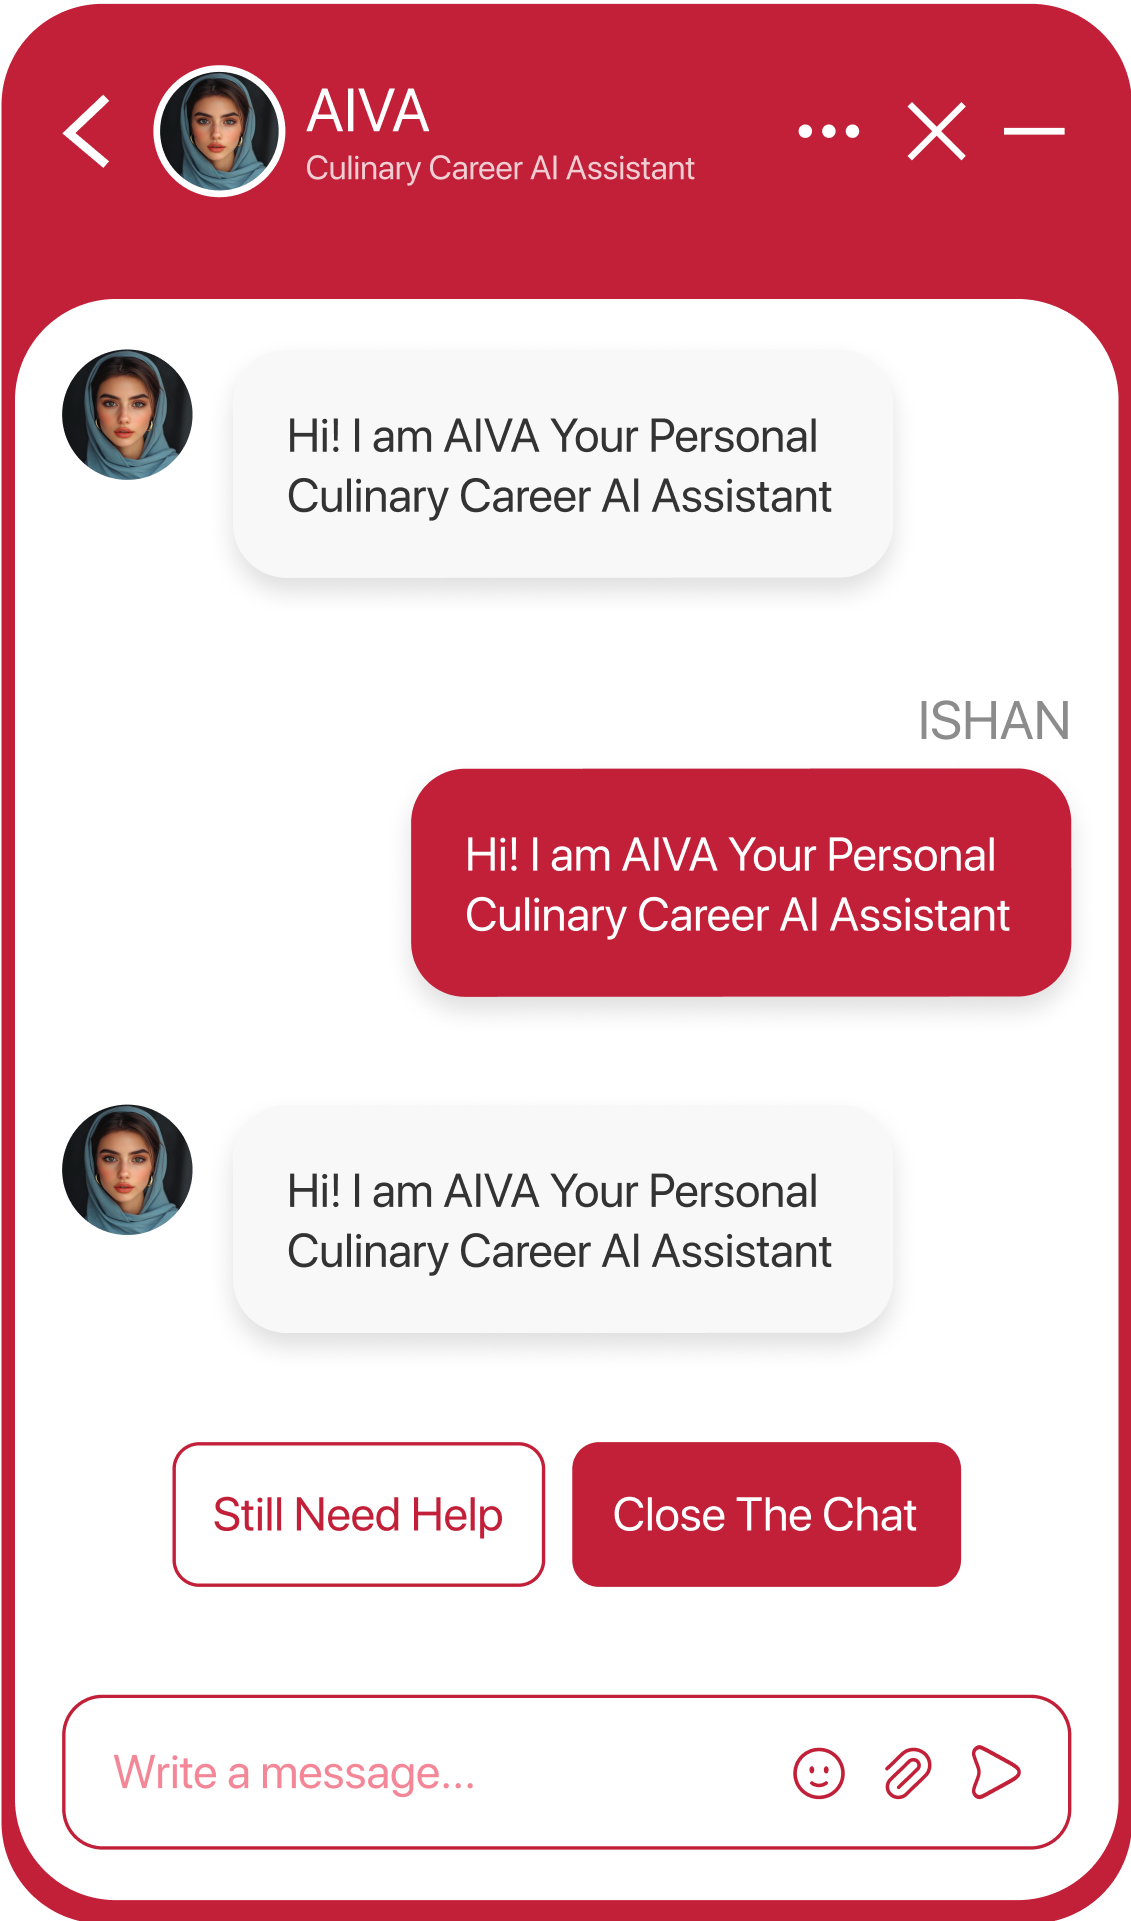 AIVA
Culinary Career AI Assistant
Hi! I am AIVA Your Personal
Culinary Career AI Assistant
ISHAN
Hi! I am AIVA Your Personal
Culinary Career AI Assistant
Hi! I am AIVA Your Personal
Culinary Career AI Assistant
Still Need Help
Close The Chat
Write a message...